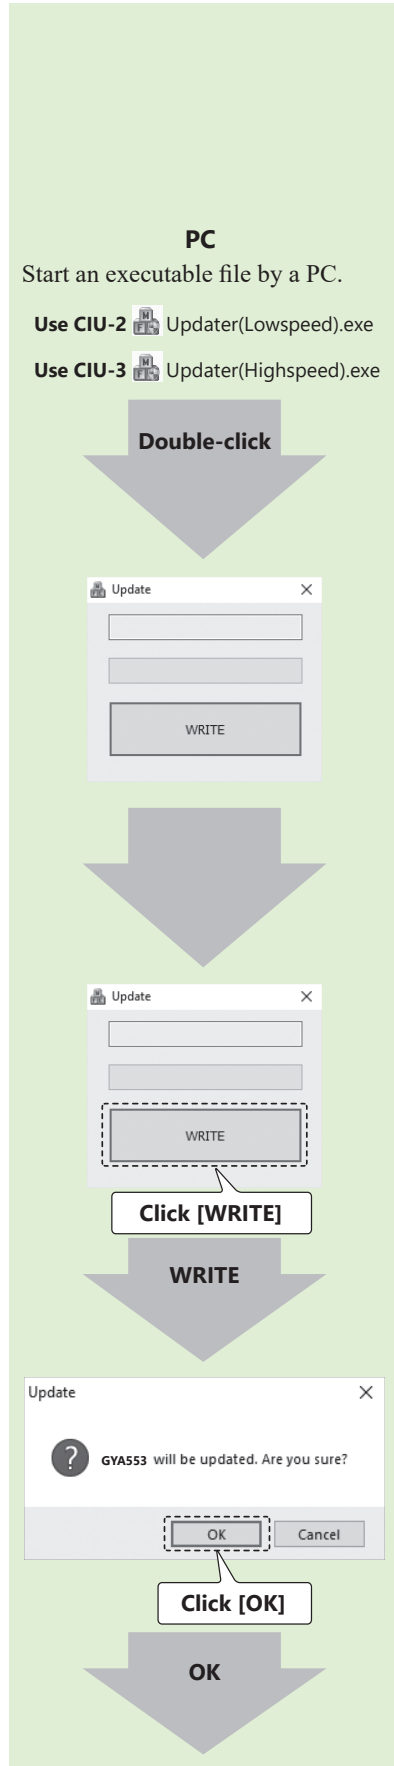 PC
Start an executable file by a PC.
Use CIU-2 Updater(Lowspeed).exe
Use CIU-3 Updater(Highspeed).exe
Double-click
Update
WRITE
Update
WRITE
Click [WRITE]
WRITE
Update
GYA553 will be updated. Are you sure?
OK Cancel
Click [OK]
OK